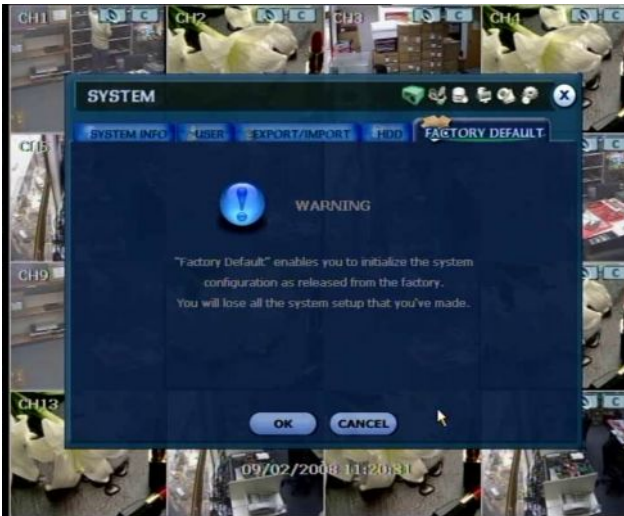 CH1 C CH2 C CH3 C CH4 C
SYSTEM X
SYSTEM INFO USER EXPORT/IMPORT HDD FACTORY DEFAULT
WARNING
"Factory Default" enables you to initialize the system
configuration as released from the factory.
You will lose all the system setup that you've made.
CH9 C
CH13 C
OK CANCEL
09/02/2008 11:20:31